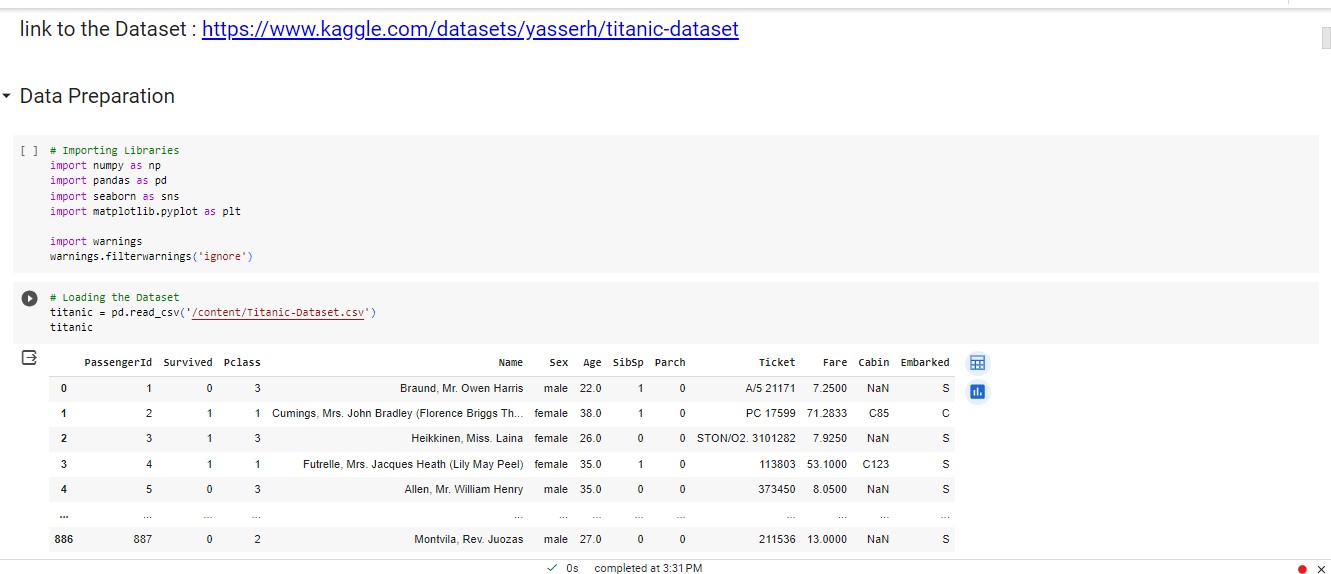 link to the Dataset : https://www.kaggle.com/datasets/yasserh/titanic-dataset
Data Preparation
[ ] # Importing Libraries
import numpy as np
import pandas as pd
import seaborn as sns
import matplotlib.pyplot as plt
import warnings
warnings.filterwarnings('ignore')
# Loading the Dataset
titanic = pd.read_csv('/content/Titanic-Dataset.csv')
titanic
PassengerId Survived Pclass Name Sex Age SibSp Parch Ticket Fare Cabin Embarked
0 1 0 3 Braund, Mr. Owen Harris male 22.0 1 0 A/5 21171 7.2500 NaN S
1 2 1 1 Cumings, Mrs. John Bradley (Florence Briggs Th... female 38.0 1 0 PC 17599 71.2833 C85 C
2 3 1 3 Heikkinen, Miss. Laina female 26.0 0 0 STON/O2. 3101282 7.9250 NaN S
3 4 1 1 Futrelle, Mrs. Jacques Heath (Lily May Peel) female 35.0 1 0 113803 53.1000 C123 S
4 5 0 3 Allen, Mr. William Henry male 35.0 0 0 373450 8.0500 NaN S
... ... ... ... ... ... ... ... ... ... ... ... ...
886 887 0 2 Montvila, Rev. Juozas male 27.0 0 0 211536 13.0000 NaN S
0s completed at 3:31 PM